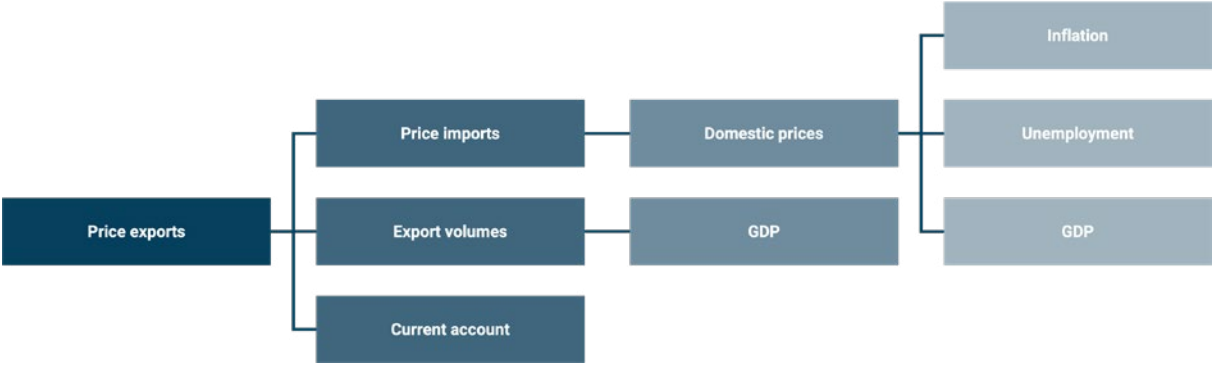 Inflation
Price imports
Domestic prices
Unemployment
Price exports
Export volumes
GDP
GDP
Current account